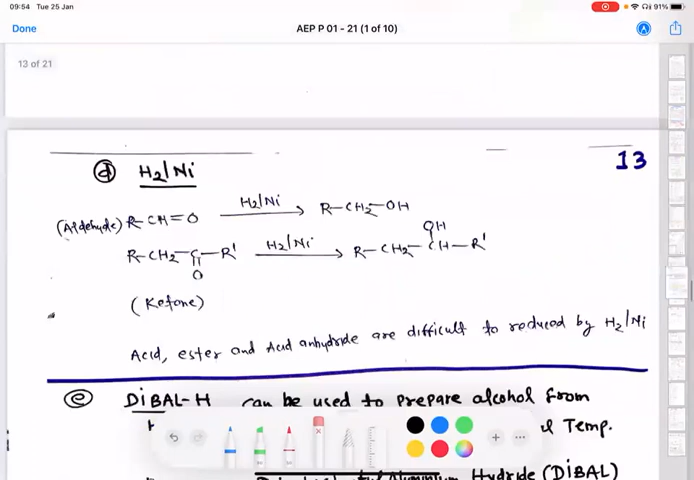 09:54 Tue 25 Jan 91%
Done AEP P 01 - 21 (1 of 10)
13 of 21
13
(d) H2/Ni
(Aldehyde) R-CH=O H2/Ni R-CH2-OH
OH
R-CH2-C-R' H2/Ni R-CH2-CH-R'
O
(Ketone)
Acid, ester and Acid anhydride are difficult to reduced by H2/Ni
(e) DIBAL-H can be used to prepare alcohol from
Temp.
Hydride (DIBAL)